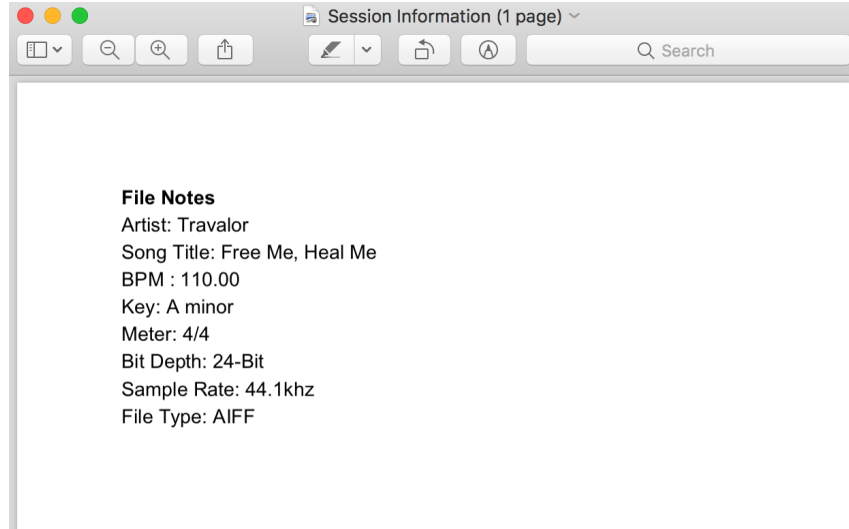 Session Information (1 page)
Search
File Notes
Artist: Travalor
Song Title: Free Me, Heal Me
BPM : 110.00
Key: A minor
Meter: 4/4
Bit Depth: 24-Bit
Sample Rate: 44.1khz
File Type: AIFF